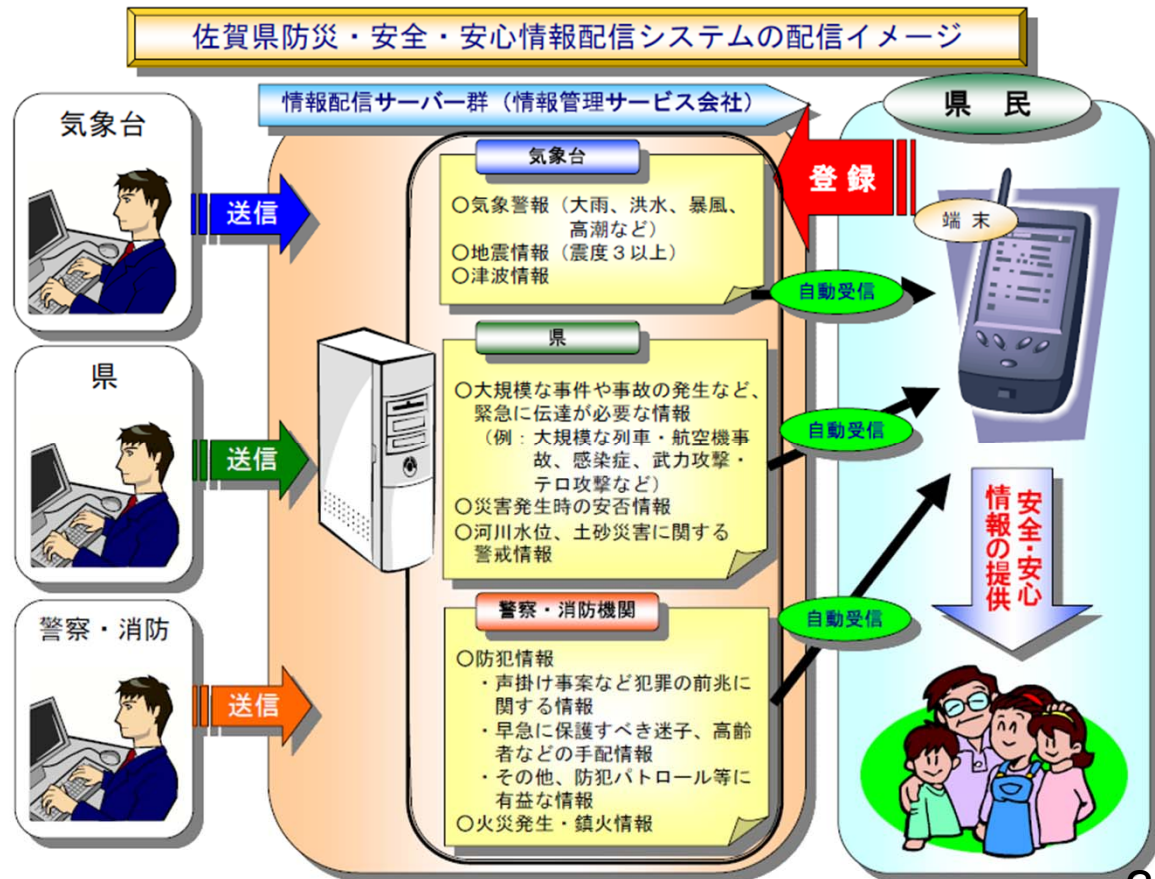 佐賀県防災・安全・安心情報配信システムの配信イメージ
情報配信サーバー群（情報管理サービス会社）
県 民
気象台
送信
県
送信
警察・消防
送信
気象台
○気象警報（大雨、洪水、暴風、
高潮など）
○地震情報（震度３以上）
○津波情報
県
○大規模な事件や事故の発生など、
緊急に伝達が必要な情報
（例：大規模な列車・航空機事
故、感染症、武力攻撃・
テロ攻撃など）
○災害発生時の安否情報
○河川水位、土砂災害に関する
警戒情報
警察・消防機関
○防犯情報
・声掛け事案など犯罪の前兆に
関する情報
・早急に保護すべき迷子、高齢
者などの手配情報
・その他、防犯パトロール等に
有益な情報
○火災発生・鎮火情報
登録
端 末
自動受信
自動受信
自動受信
安全・安心
情報の提供